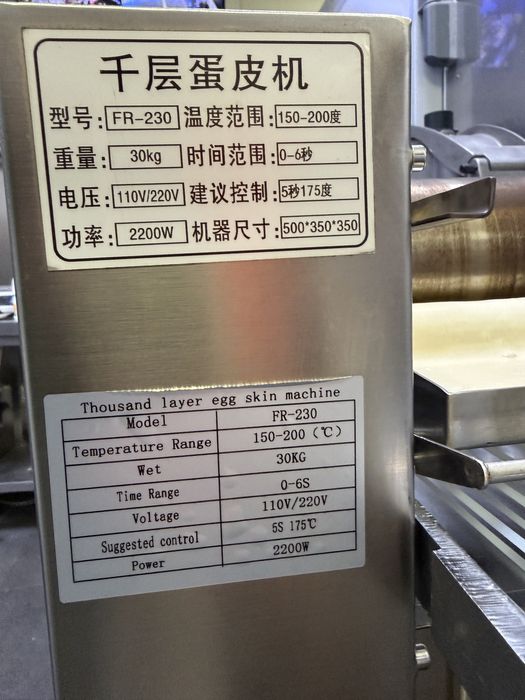 千层蛋皮机
型号: FR-230 温度范围: 150-200度
重量: 30kg 时间范围: 0-6秒
电压: 110V/220V 建议控制: 5秒175度
功率: 2200W 机器尺寸: 500*350*350
Thousand layer egg skin machine
Model FR-230
Temperature Range 150-200 (℃)
Wet 30KG
Time Range 0-6S
Voltage 110V/220V
Suggested control 5S 175℃
Power 2200W